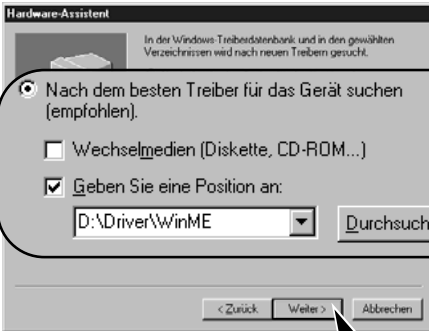 Hardware-Assistent
In der Windows-Treiberdatenbank und in den gewählten
Verzeichnissen wird nach neuen Treibern gesucht.
Nach dem besten Treiber für das Gerät suchen
(empfohlen).
Wechselmedien (Diskette, CD-ROM...)
Geben Sie eine Position an:
D:\Driver\WinME
Durchsuch
< Zurück Weiter > Abbrechen